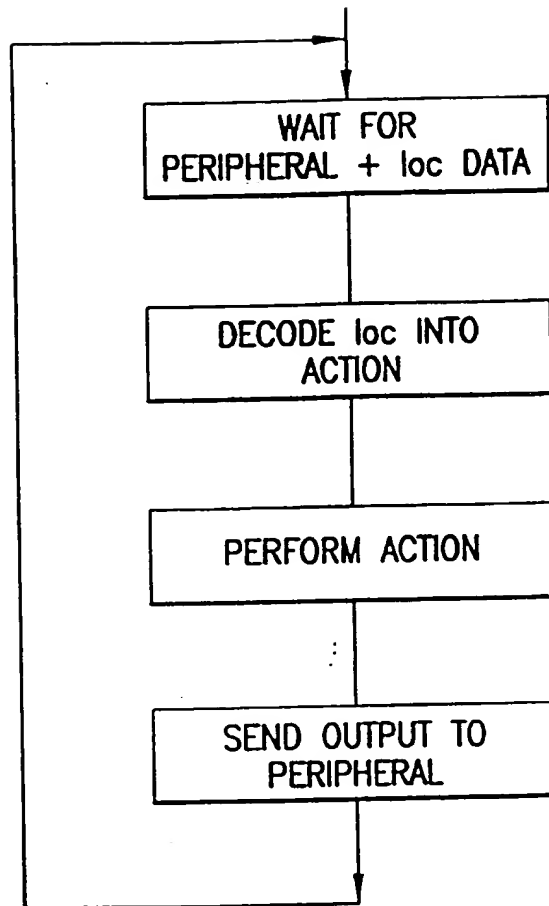 WAIT FOR
PERIPHERAL + loc DATA
DECODE loc INTO
ACTION
PERFORM ACTION
SEND OUTPUT TO
PERIPHERAL